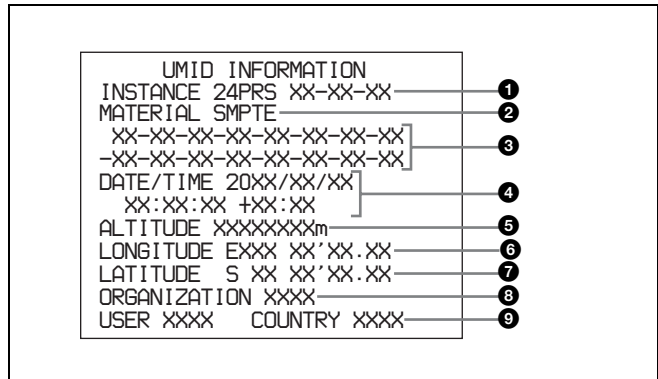 UMID INFORMATION
INSTANCE 24PRS XX-XX-XX
1
MATERIAL SMPTE
2
XX-XX-XX-XX-XX-XX-XX-XX
-XX-XX-XX-XX-XX-XX-XX-XX
3
DATE/TIME 20XX/XX/XX
XX:XX:XX +XX:XX
4
ALTITUDE XXXXXXXXm
5
LONGITUDE EXXX XX'XX.XX
6
LATITUDE S XX XX'XX.XX
7
ORGANIZATION XXXX
8
USER XXXX COUNTRY XXXX
9